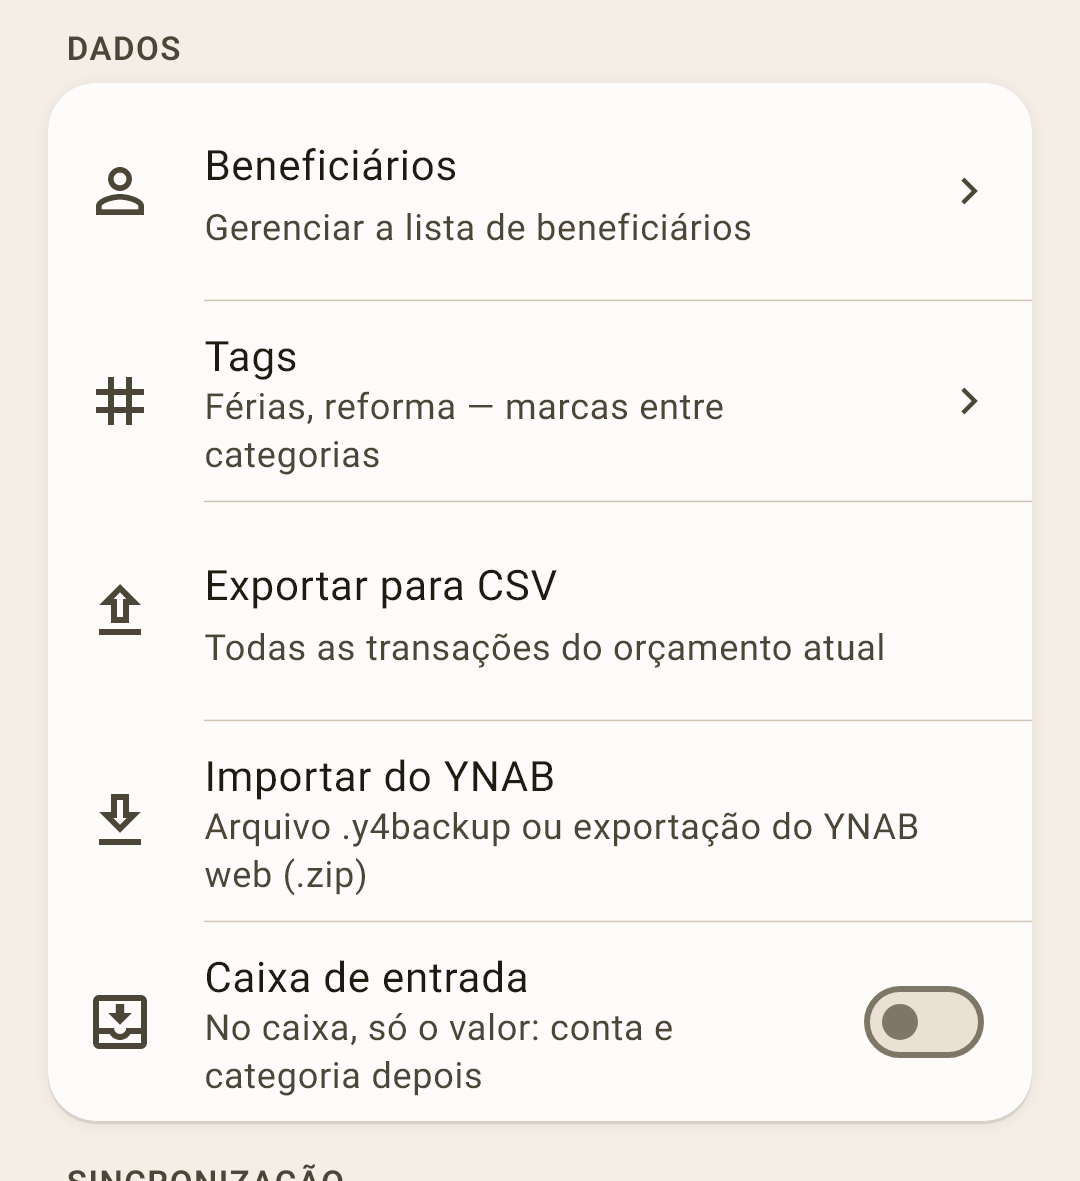 DADOS
Beneficiários
Gerenciar a lista de beneficiários
Tags
Férias, reforma — marcas entre
categorias
Exportar para CSV
Todas as transações do orçamento atual
Importar do YNAB
Arquivo .y4backup ou exportação do YNAB
web (.zip)
Caixa de entrada
No caixa, só o valor: conta e
categoria depois
SINCRONIZAÇÃO